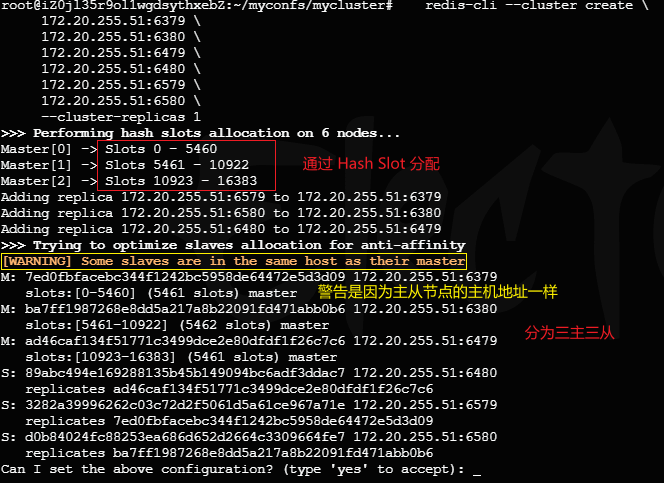 root@iZ0jl35r9ol1wgdsythxebZ:~/myconfs/mycluster#    redis-cli --cluster create \
172.20.255.51:6379 \
172.20.255.51:6380 \
172.20.255.51:6479 \
172.20.255.51:6480 \
172.20.255.51:6579 \
172.20.255.51:6580 \
--cluster-replicas 1
>>> Performing hash slots allocation on 6 nodes...
Master[0] -> Slots 0 - 5460
Master[1] -> Slots 5461 - 10922
通过 Hash Slot 分配
Master[2] -> Slots 10923 - 16383
Adding replica 172.20.255.51:6579 to 172.20.255.51:6379
Adding replica 172.20.255.51:6580 to 172.20.255.51:6380
Adding replica 172.20.255.51:6480 to 172.20.255.51:6479
>>> Trying to optimize slaves allocation for anti-affinity
[WARNING] Some slaves are in the same host as their master
M: 7ed0fbfacebc344f1242bc5958de64472e5d3d09 172.20.255.51:6379
slots:[0-5460] (5461 slots) master
警告是因为主从节点的主机地址一样
M: ba7ff1987268e8dd5a217a8b22091fd471abb0b6 172.20.255.51:6380
slots:[5461-10922] (5462 slots) master
分为三主三从
M: ad46caf134f51771c3499dce2e80dfdf1f26c7c6 172.20.255.51:6479
slots:[10923-16383] (5461 slots) master
S: 89abc494e169288135b45b149094bc6adf3ddac7 172.20.255.51:6480
replicates ad46caf134f51771c3499dce2e80dfdf1f26c7c6
S: 3282a39996262c03c72d2f5061d5a61ce967a71e 172.20.255.51:6579
replicates 7ed0fbfacebc344f1242bc5958de64472e5d3d09
S: d0b84024fc88253ea686d652d2664c3309664fe7 172.20.255.51:6580
replicates ba7ff1987268e8dd5a217a8b22091fd471abb0b6
Can I set the above configuration? (type 'yes' to accept): _